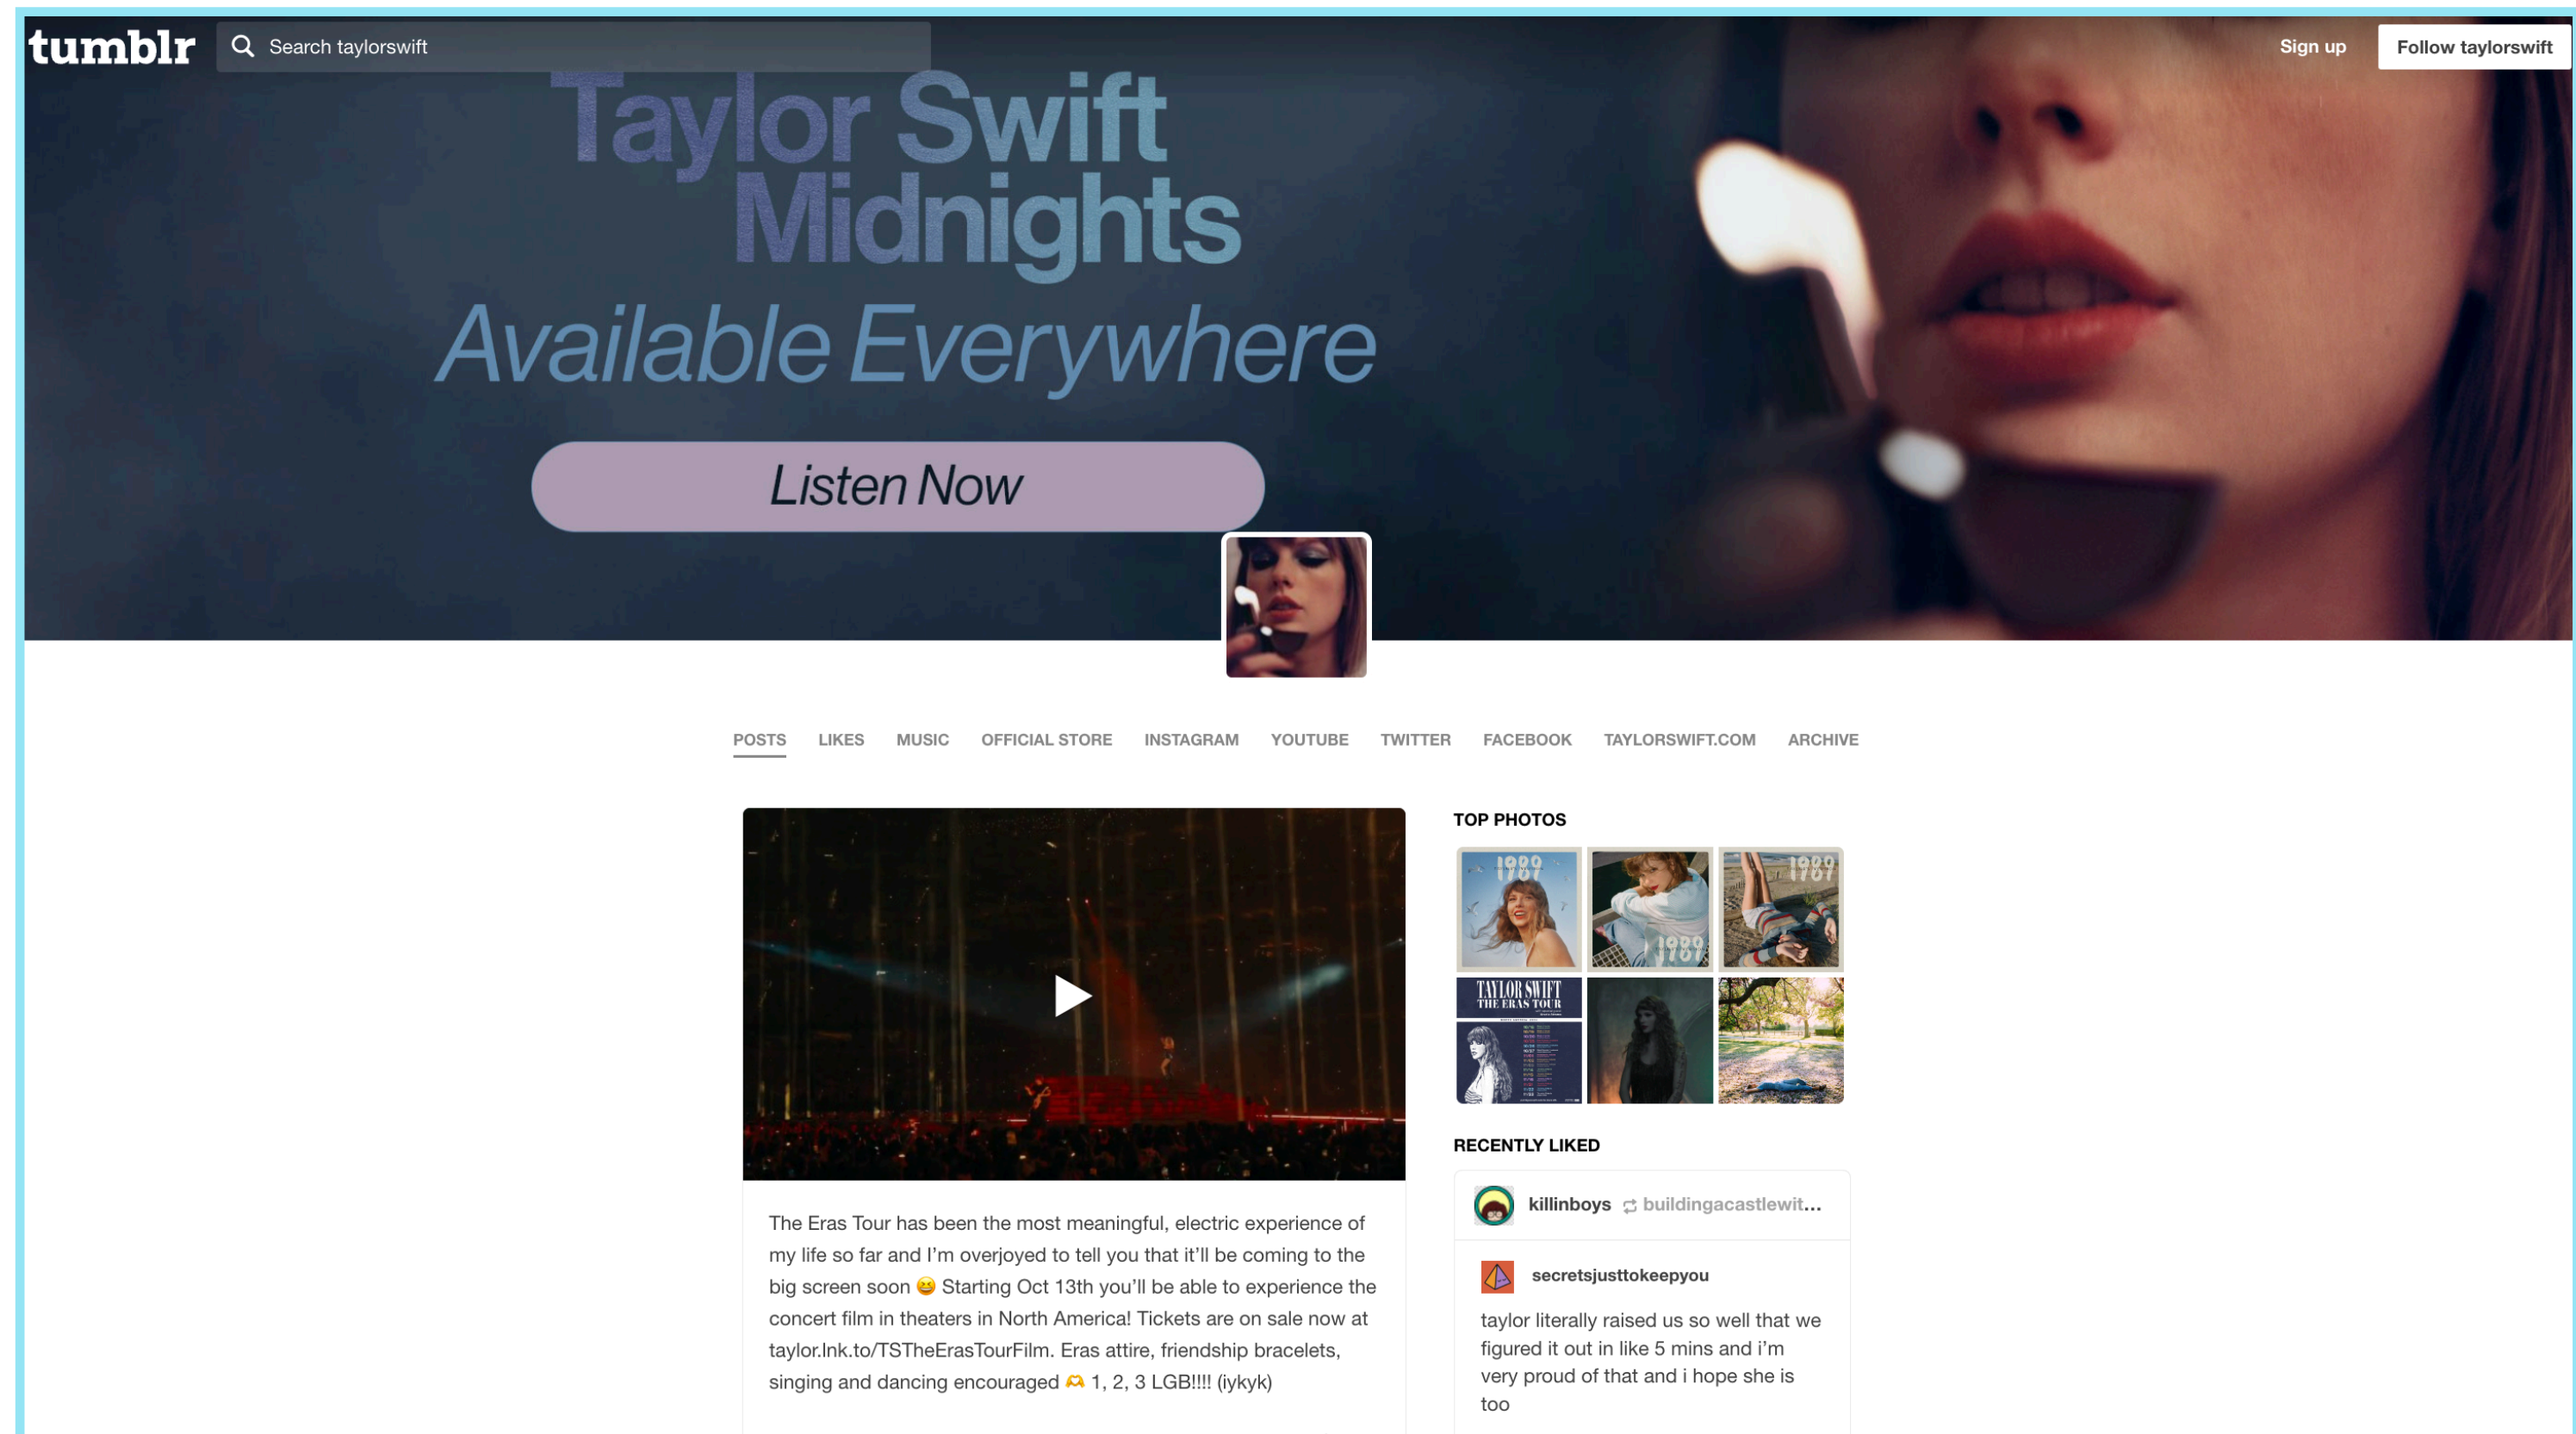 tumblr
Search taylorswift
Sign up
Follow taylorswift
Taylor Swift
Midnights
Available Everywhere
Listen Now
POSTS LIKES MUSIC OFFICIAL STORE INSTAGRAM YOUTUBE TWITTER FACEBOOK TAYLORSWIFT.COM ARCHIVE
The Eras Tour has been the most meaningful, electric experience of
my life so far and I’m overjoyed to tell you that it’ll be coming to the
big screen soon 😆 Starting Oct 13th you’ll be able to experience the
concert film in theaters in North America! Tickets are on sale now at
taylor.lnk.to/TSTheErasTourFilm. Eras attire, friendship bracelets,
singing and dancing encouraged 🫶 1, 2, 3 LGB!!!! (iykyk)
TOP PHOTOS
1989
1989
1989
TAYLOR SWIFT
THE ERAS TOUR
RECENTLY LIKED
killinboys buildingacastlewit...
secretsjusttokeepyou
taylor literally raised us so well that we
figured it out in like 5 mins and i’m
very proud of that and i hope she is
too